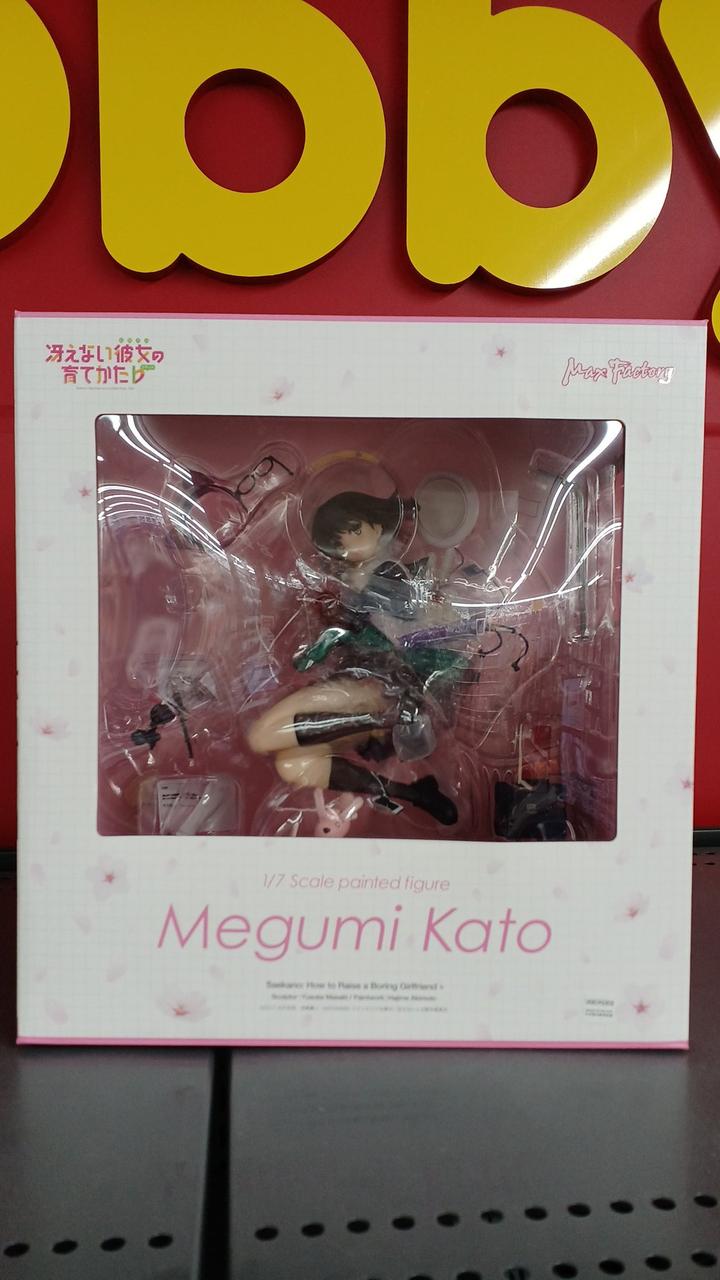 obby
冴えない彼女の
育てかた♭
Max Factory
1/7 Scale painted figure
Megumi Kato
Saekano: How to Raise a Boring Girlfriend ♭